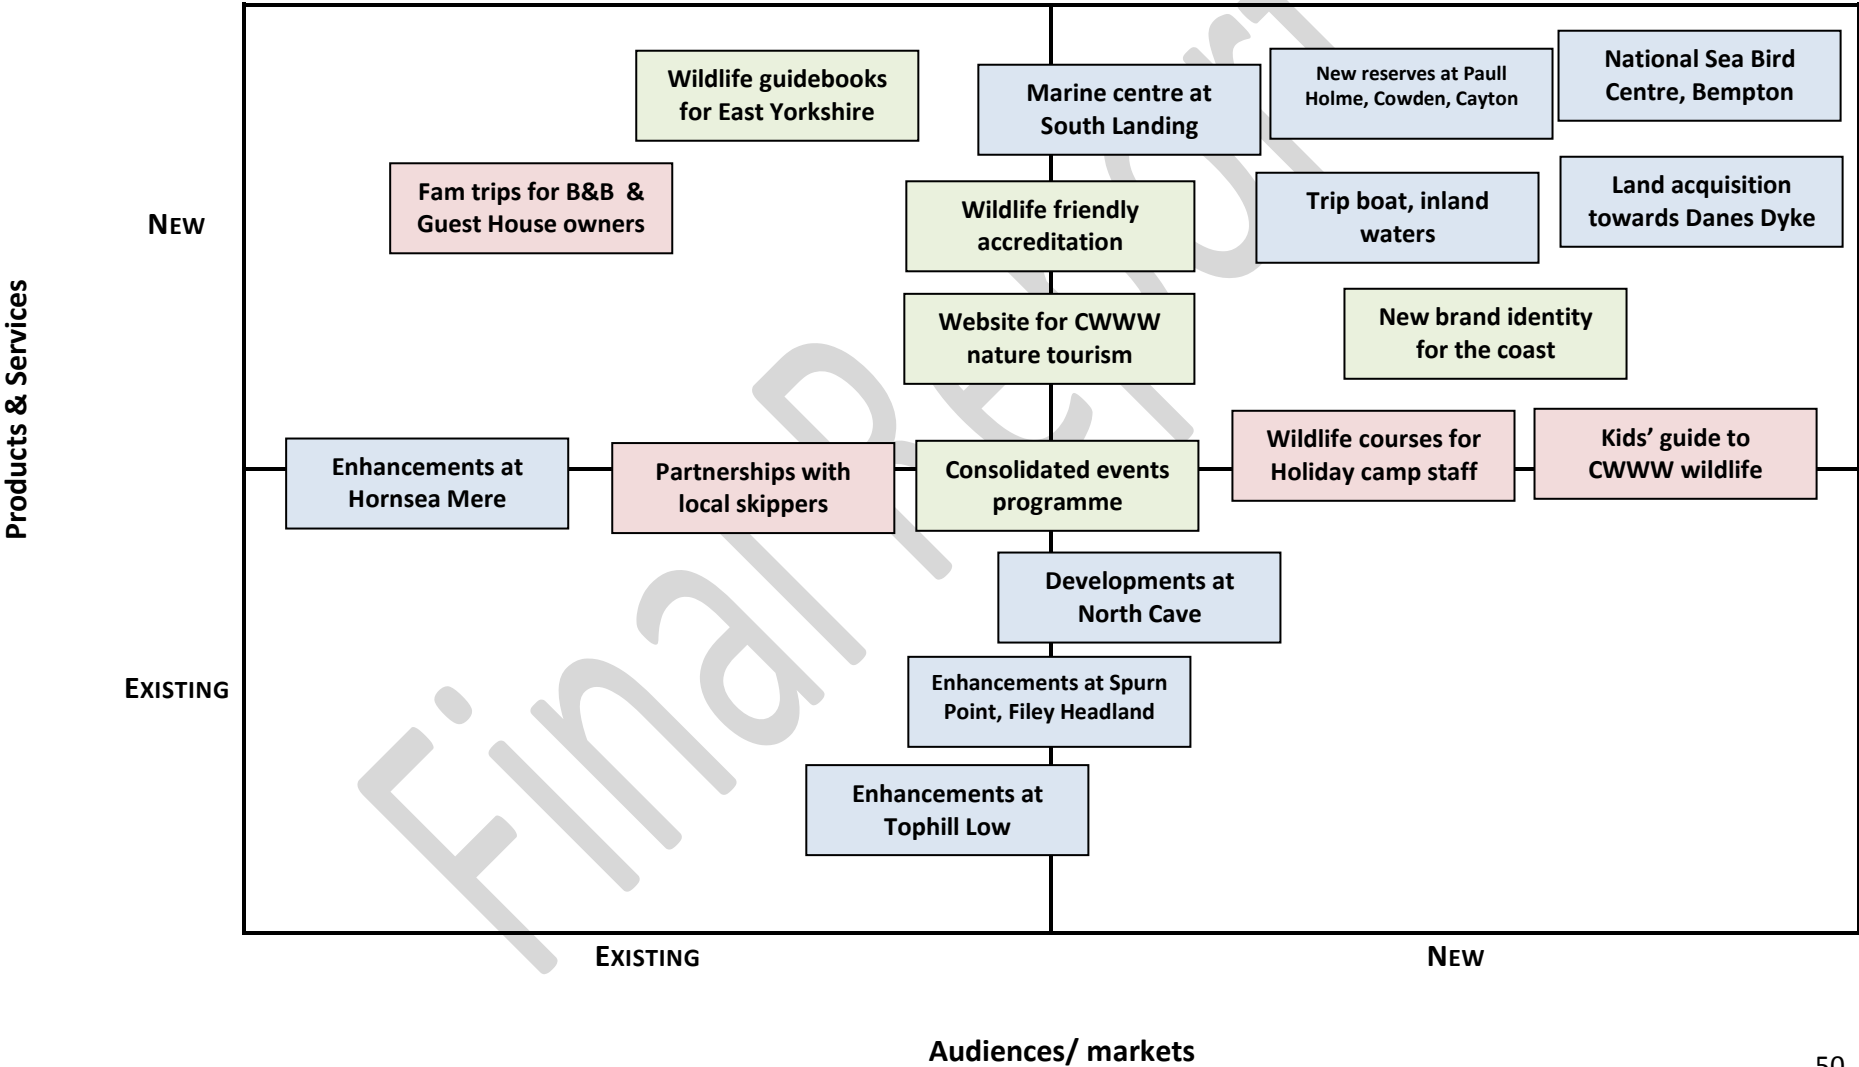 Wildlife guidebooks
for East Yorkshire
Marine centre at
South Landing
New reserves at Paull
Holme, Cowden, Cayton
National Sea Bird
Centre, Bempton
Fam trips for B&B &
Guest House owners
Wildlife friendly
accreditation
Trip boat, inland
waters
Land acquisition
towards Danes Dyke
NEW
Website for CWWW
nature tourism
New brand identity
for the coast
Products & Services
Enhancements at
Hornsea Mere
Partnerships with
local skippers
Consolidated events
programme
Wildlife courses for
Holiday camp staff
Kids' guide to
CWWW wildlife
Developments at
North Cave
EXISTING
Enhancements at Spurn
Point, Filey Headland
Enhancements at
Tophill Low
EXISTING
NEW
Audiences/ markets
50
Final Report